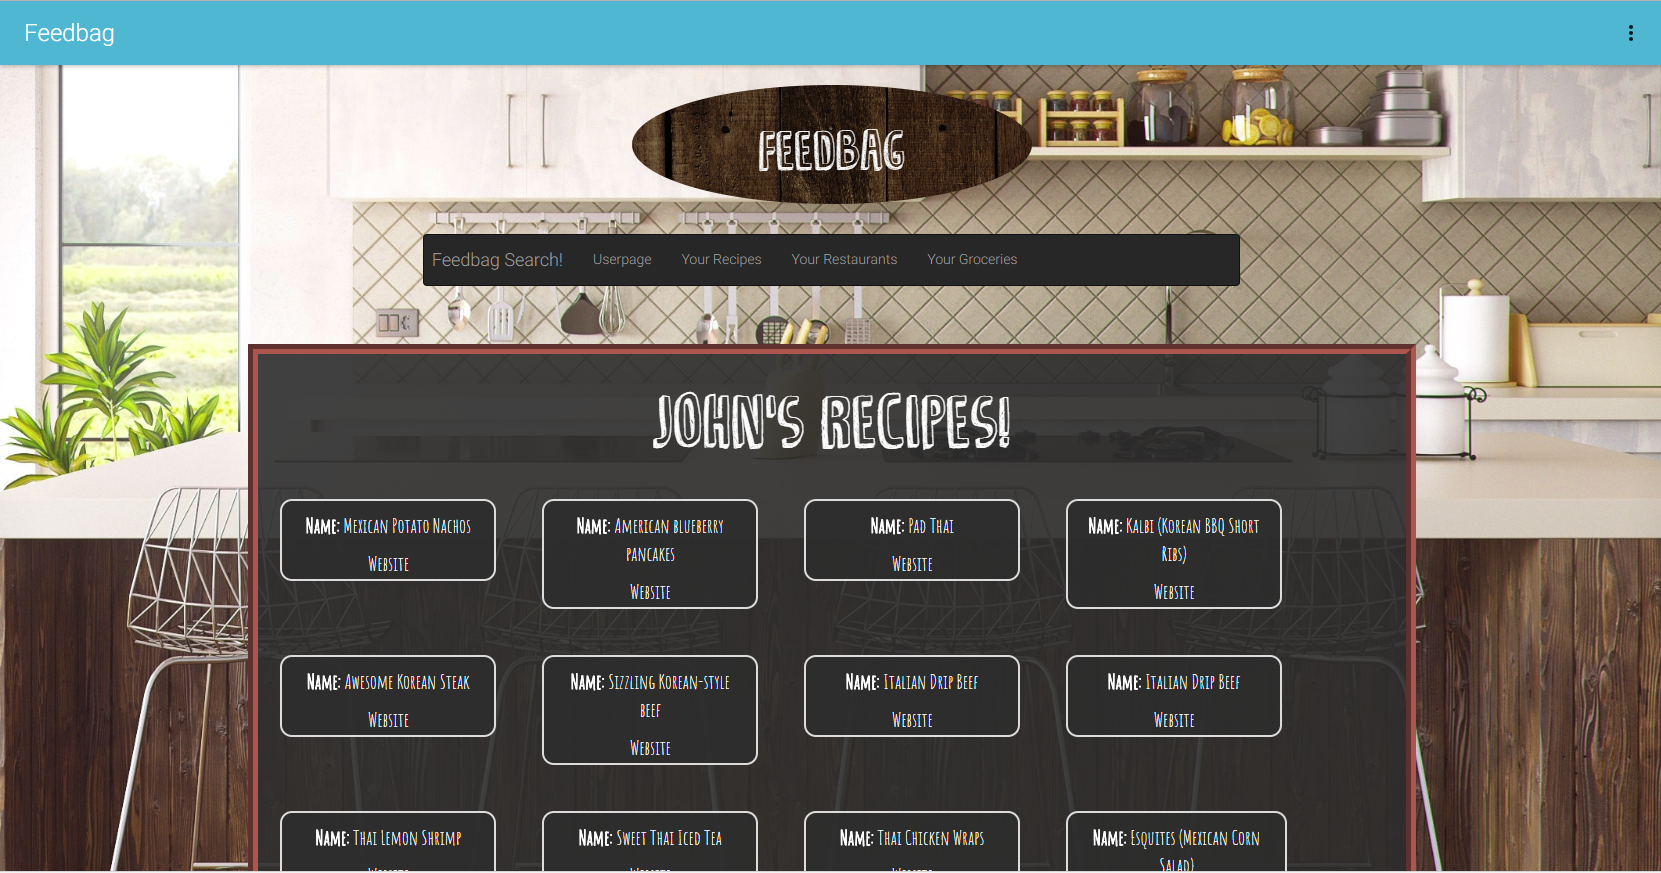 Feedbag
FEEDBAG
Feedbag Search! Userpage Your Recipes Your Restaurants Your Groceries
JOHN'S RECIPES!
Name: Mexican Potato Nachos
Website
Name: American blueberry
pancakes
Website
Name: Pad Thai
Website
Name: Kalbi (Korean BBQ Short
Ribs)
Website
Name: Awesome Korean Steak
Website
Name: Sizzling Korean-style
beef
Website
Name: Italian Drip Beef
Website
Name: Italian Drip Beef
Website
Name: Thai Lemon Shrimp
Website
Name: Sweet Thai Iced Tea
Website
Name: Thai Chicken Wraps
Website
Name: Esquites (Mexican Corn
Salad)